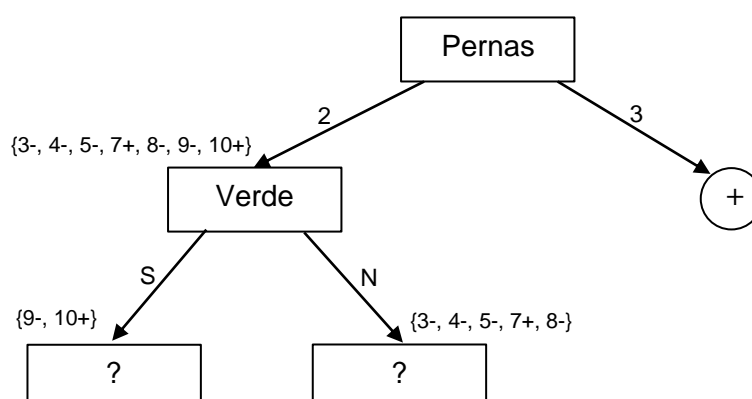 Pernas
2
3
{3-, 4-, 5-, 7+, 8-, 9-, 10+}
Verde
+
S
N
{9-, 10+}
{3-, 4-, 5-, 7+, 8-}
?
?